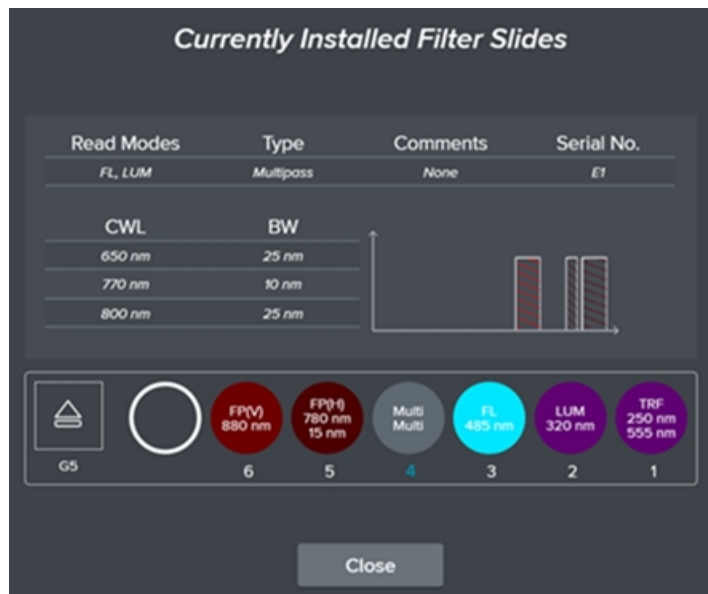 Currently Installed Filter Slides
Read Modes Type Comments Serial No.
FL, LUM Multipass None E1
CWL BW
650 nm 25 nm
770 nm 10 nm
800 nm 25 nm
FP(V)
880 nm
FP(H)
780 nm
15 nm
Multi
Multi
FL
485 nm
LUM
320 nm
TRF
250 nm
555 nm
G5 6 5 4 3 2 1
Close